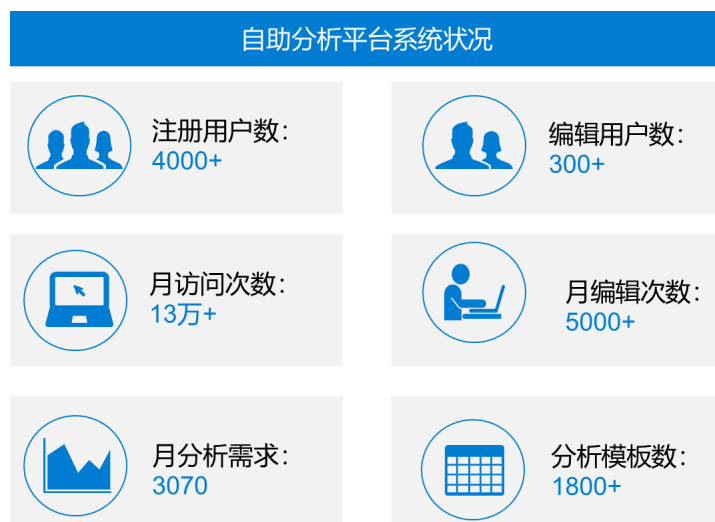 自助分析平台系统状况
注册用户数：
4000+
编辑用户数：
300+
月访问次数：
13万+
月编辑次数：
5000+
月分析需求：
3070
分析模板数：
1800+